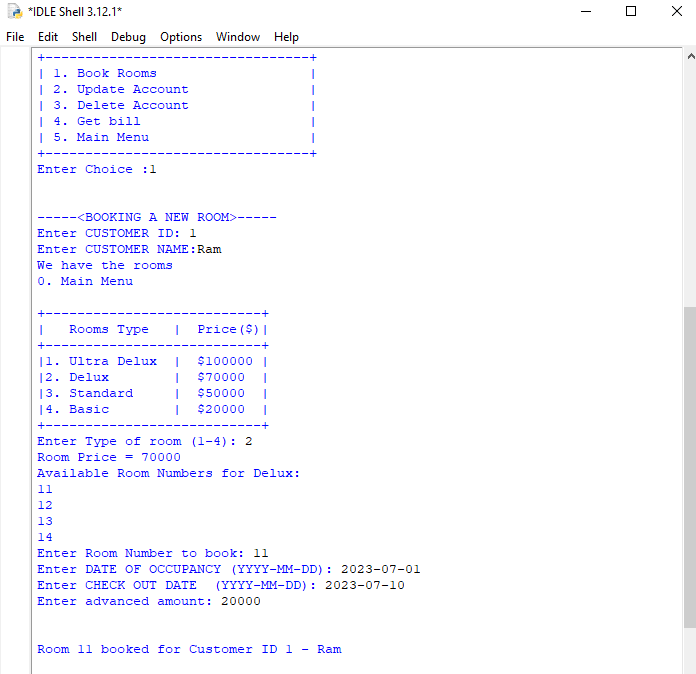 *IDLE Shell 3.12.1*
File Edit Shell Debug Options Window Help
+---------------------------------+
| 1. Book Rooms                   |
| 2. Update Account               |
| 3. Delete Account               |
| 4. Get bill                     |
| 5. Main Menu                    |
+---------------------------------+
Enter Choice :1
-----<BOOKING A NEW ROOM>-----
Enter CUSTOMER ID: 1
Enter CUSTOMER NAME:Ram
We have the rooms
0. Main Menu
+---------------------------+
|   Rooms Type   |  Price($)|
+---------------------------+
|1. Ultra Delux  |  $100000 |
|2. Delux        |  $70000  |
|3. Standard     |  $50000  |
|4. Basic        |  $20000  |
+---------------------------+
Enter Type of room (1-4): 2
Room Price = 70000
Available Room Numbers for Delux:
11
12
13
14
Enter Room Number to book: 11
Enter DATE OF OCCUPANCY (YYYY-MM-DD): 2023-07-01
Enter CHECK OUT DATE  (YYYY-MM-DD): 2023-07-10
Enter advanced amount: 20000
Room 11 booked for Customer ID 1 - Ram